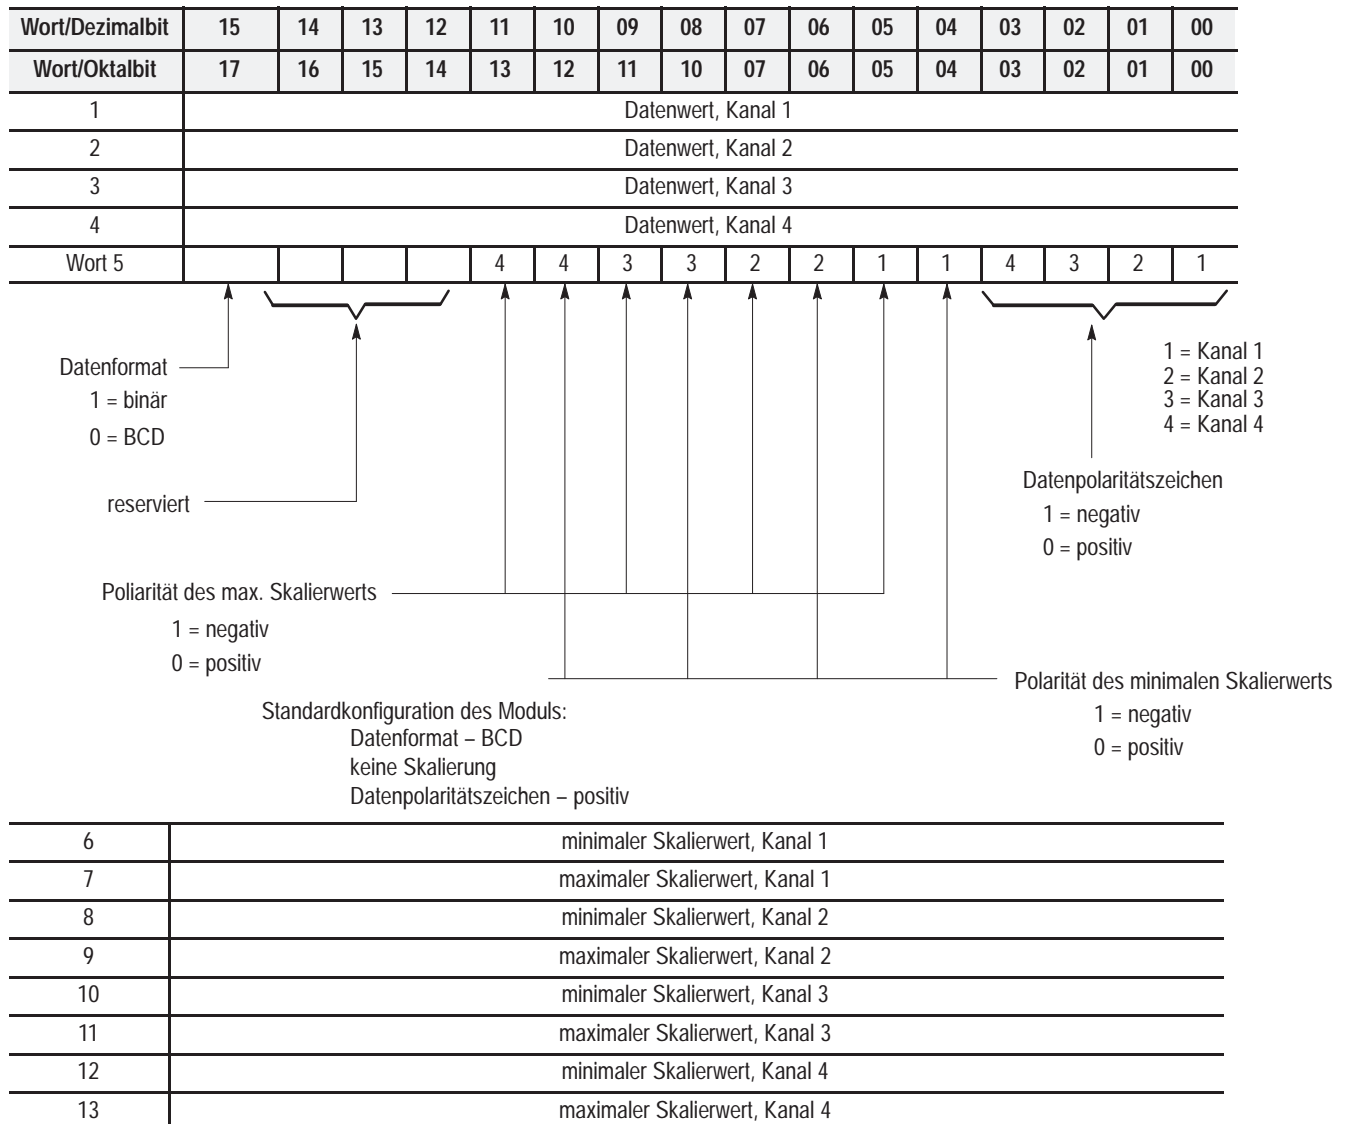 Wort/Dezimalbit 15 14 13 12 11 10 09 08 07 06 05 04 03 02 01 00
Wort/Oktalbit 17 16 15 14 13 12 11 10 07 06 05 04 03 02 01 00
1 Datenwert, Kanal 1
2 Datenwert, Kanal 2
3 Datenwert, Kanal 3
4 Datenwert, Kanal 4
Wort 5 4 4 3 3 2 2 1 1 4 3 2 1
Datenformat
1 = binär
0 = BCD
reserviert
1 = Kanal 1
2 = Kanal 2
3 = Kanal 3
4 = Kanal 4
Datenpolaritätszeichen
1 = negativ
0 = positiv
Poliarität des max. Skalierwerts
1 = negativ
0 = positiv
Polarität des minimalen Skalierwerts
1 = negativ
0 = positiv
Standardkonfiguration des Moduls:
Datenformat – BCD
keine Skalierung
Datenpolaritätszeichen – positiv
6 minimaler Skalierwert, Kanal 1
7 maximaler Skalierwert, Kanal 1
8 minimaler Skalierwert, Kanal 2
9 maximaler Skalierwert, Kanal 2
10 minimaler Skalierwert, Kanal 3
11 maximaler Skalierwert, Kanal 3
12 minimaler Skalierwert, Kanal 4
13 maximaler Skalierwert, Kanal 4